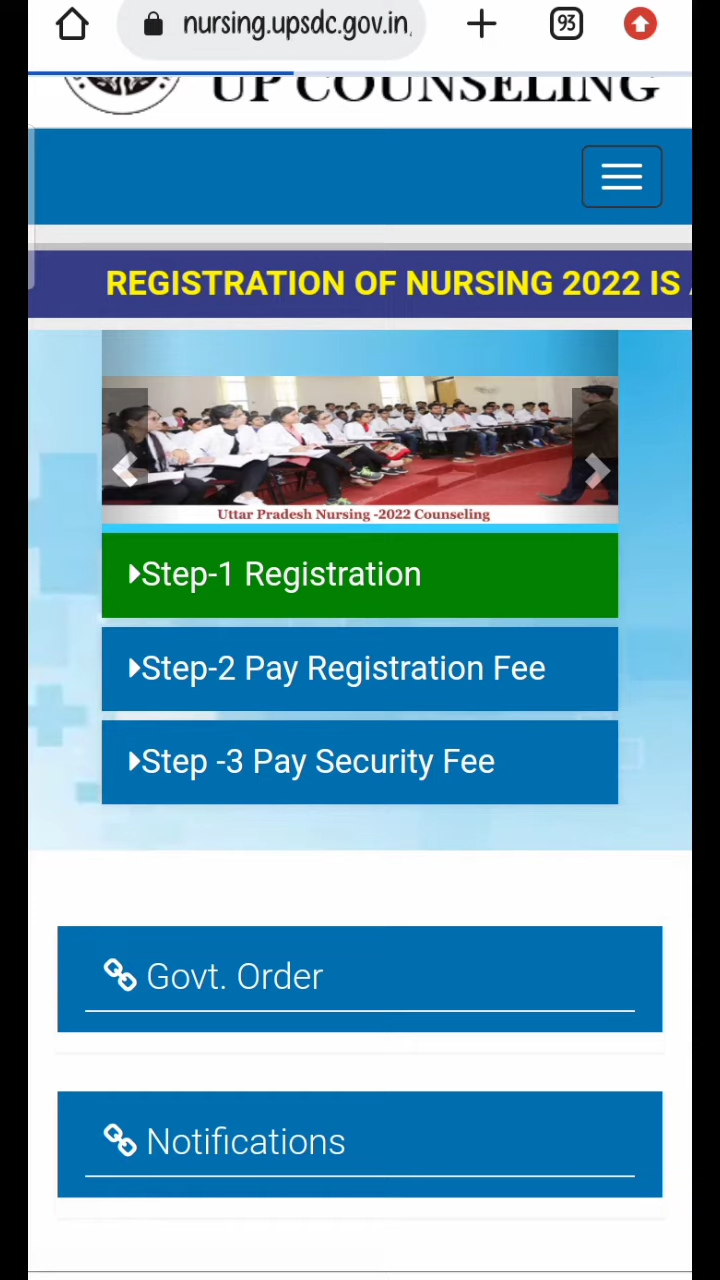 nursing.upsdc.gov.in
93
UP COUNSELING
REGISTRATION OF NURSING 2022 IS
Uttar Pradesh Nursing -2022 Counseling
Step-1 Registration
Step-2 Pay Registration Fee
Step -3 Pay Security Fee
Govt. Order
Notifications